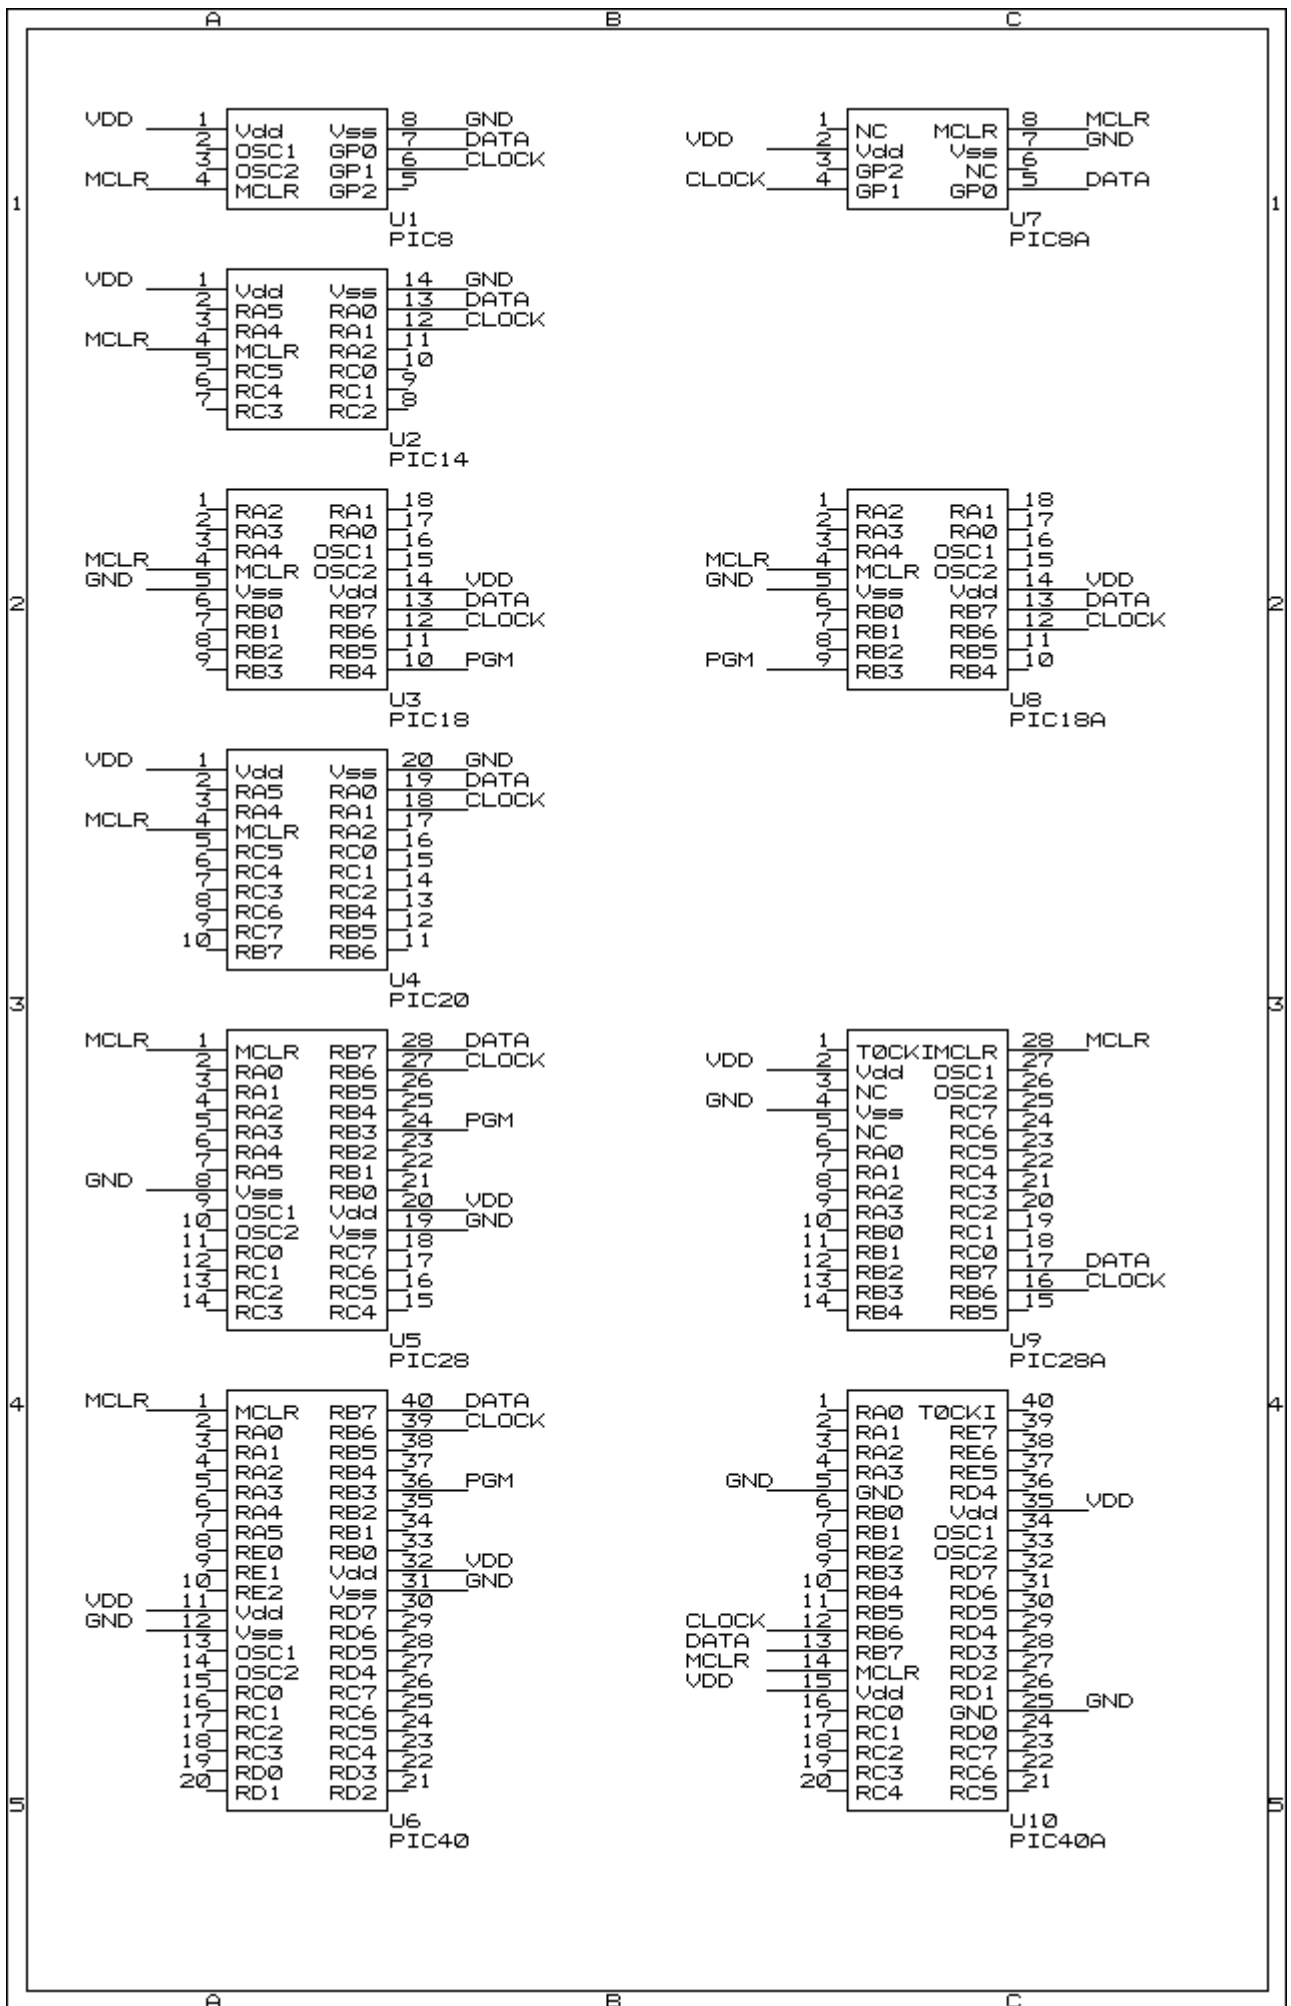 A B C
VDD 1 Vdd Vss 8 GND
2 OSC1 GP0 7 DATA
3 OSC2 GP1 6 CLOCK
MCLR 4 MCLR GP2 5
U1
PIC8
1 NC MCLR 8 MCLR
VDD 2 Vdd Vss 7 GND
3 GP2 NC 6
CLOCK 4 GP1 GP0 5 DATA
U7
PIC8A
1 1
VDD 1 Vdd Vss 14 GND
2 RA5 RA0 13 DATA
3 RA4 RA1 12 CLOCK
MCLR 4 MCLR RA2 11
5 RC5 RC0 10
6 RC4 RC1 9
7 RC3 RC2 8
U2
PIC14
1 RA2 RA1 18
2 RA3 RA0 17
3 RA4 OSC1 16
MCLR 4 MCLR OSC2 15
GND 5 Vss Vdd 14 VDD
6 RB0 RB7 13 DATA
7 RB1 RB6 12 CLOCK
8 RB2 RB5 11
9 RB3 RB4 10 PGM
U3
PIC18
1 RA2 RA1 18
2 RA3 RA0 17
3 RA4 OSC1 16
MCLR 4 MCLR OSC2 15
GND 5 Vss Vdd 14 VDD
6 RB0 RB7 13 DATA
7 RB1 RB6 12 CLOCK
8 RB2 RB5 11
PGM 9 RB3 RB4 10
U8
PIC18A
2 2
VDD 1 Vdd Vss 20 GND
2 RA5 RA0 19 DATA
3 RA4 RA1 18 CLOCK
MCLR 4 MCLR RA2 17
5 RC5 RC0 16
6 RC4 RC1 15
7 RC3 RC2 14
8 RC6 RB4 13
9 RC7 RB5 12
10 RB7 RB6 11
U4
PIC20
3 3
MCLR 1 MCLR RB7 28 DATA
2 RA0 RB6 27 CLOCK
3 RA1 RB5 26
4 RA2 RB4 25
5 RA3 RB3 24 PGM
6 RA4 RB2 23
7 RA5 RB1 22
GND 8 Vss RB0 21
9 OSC1 Vdd 20 VDD
10 OSC2 Vss 19 GND
11 RC0 RC7 18
12 RC1 RC6 17
13 RC2 RC5 16
14 RC3 RC4 15
U5
PIC28
1 T0CKI MCLR 28 MCLR
VDD 2 Vdd OSC1 27
3 NC OSC2 26
GND 4 Vss RC7 25
5 NC RC6 24
6 RA0 RC5 23
7 RA1 RC4 22
8 RA2 RC3 21
9 RA3 RC2 20
10 RB0 RC1 19
11 RB1 RC0 18
12 RB2 RB7 17 DATA
13 RB3 RB6 16 CLOCK
14 RB4 RB5 15
U9
PIC28A
4 4
MCLR 1 MCLR RB7 40 DATA
2 RA0 RB6 39 CLOCK
3 RA1 RB5 38
4 RA2 RB4 37
5 RA3 RB3 36 PGM
6 RA4 RB2 35
7 RA5 RB1 34
8 RE0 RB0 33
9 RE1 Vdd 32 VDD
10 RE2 Vss 31 GND
VDD 11 Vdd RD7 30
GND 12 Vss RD6 29
13 OSC1 RD5 28
14 OSC2 RD4 27
15 RC0 RC7 26
16 RC1 RC6 25
17 RC2 RC5 24
18 RC3 RC4 23
19 RD0 RD3 22
20 RD1 RD2 21
U6
PIC40
1 RA0 T0CKI 40
2 RA1 RE7 39
3 RA2 RE6 38
4 RA3 RE5 37
GND 5 GND RD4 36
6 RB0 Vdd 35 VDD
7 RB1 OSC1 34
8 RB2 OSC2 33
9 RB3 RD7 32
10 RB4 RD6 31
11 RB5 RD5 30
CLOCK 12 RB6 RD4 29
DATA 13 RB7 RD3 28
MCLR 14 MCLR RD2 27
VDD 15 Vdd RD1 26
16 RC0 GND 25 GND
17 RC1 RD0 24
18 RC2 RC7 23
19 RC3 RC6 22
20 RC4 RC5 21
U10
PIC40A
5 5
A B C